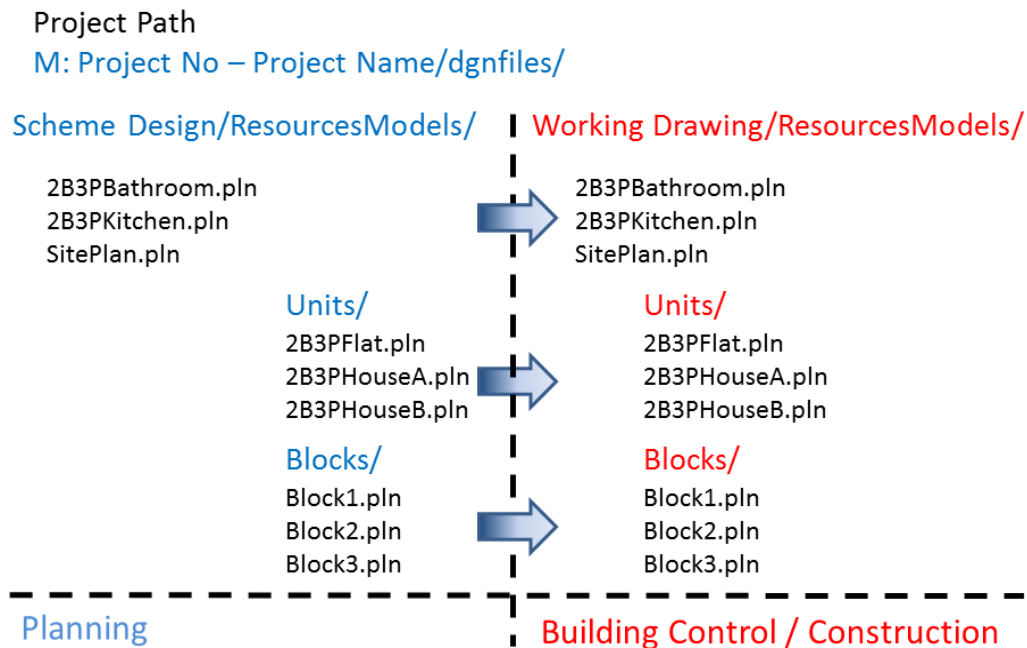 Project Path
M: Project No – Project Name/dgnfiles/
Scheme Design/ResourcesModels/
2B3PBathroom.pln
2B3PKitchen.pln
SitePlan.pln
Units/
2B3PFlat.pln
2B3PHouseA.pln
2B3PHouseB.pln
Blocks/
Block1.pln
Block2.pln
Block3.pln
Planning
Working Drawing/ResourcesModels/
2B3PBathroom.pln
2B3PKitchen.pln
SitePlan.pln
Units/
2B3PFlat.pln
2B3PHouseA.pln
2B3PHouseB.pln
Blocks/
Block1.pln
Block2.pln
Block3.pln
Building Control / Construction